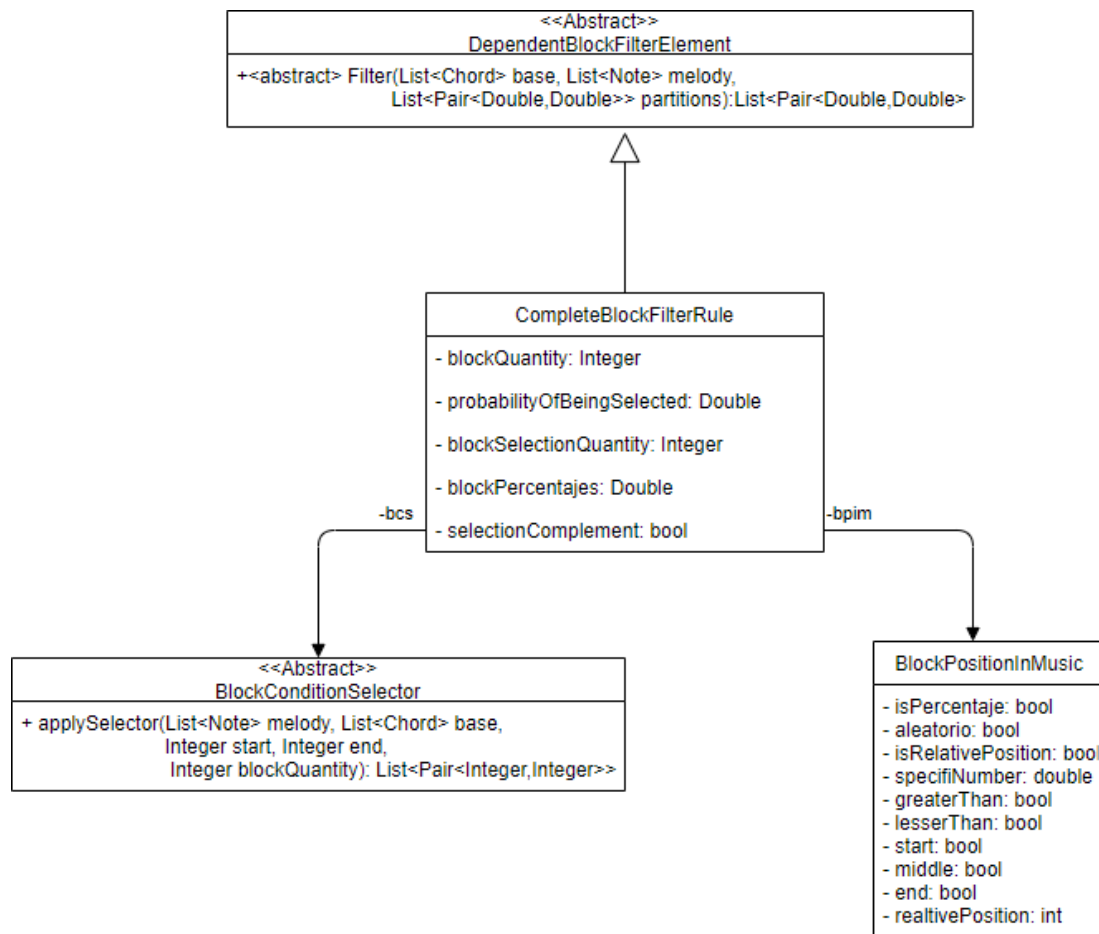 <<Abstract>>
DependentBlockFilterElement
+<abstract> Filter(List<Chord> base, List<Note> melody,
List<Pair<Double,Double>> partitions):List<Pair<Double,Double>
CompleteBlockFilterRule
- blockQuantity: Integer
- probabilityOfBeingSelected: Double
- blockSelectionQuantity: Integer
- blockPercentajes: Double
- selectionComplement: bool
-bcs
-bpim
<<Abstract>>
BlockConditionSelector
+ applySelector(List<Note> melody, List<Chord> base,
Integer start, Integer end,
Integer blockQuantity): List<Pair<Integer,Integer>>
BlockPositionInMusic
- isPercentaje: bool
- aleatorio: bool
- isRelativePosition: bool
- specifiNumber: double
- greaterThan: bool
- lesserThan: bool
- start: bool
- middle: bool
- end: bool
- realtivePosition: int